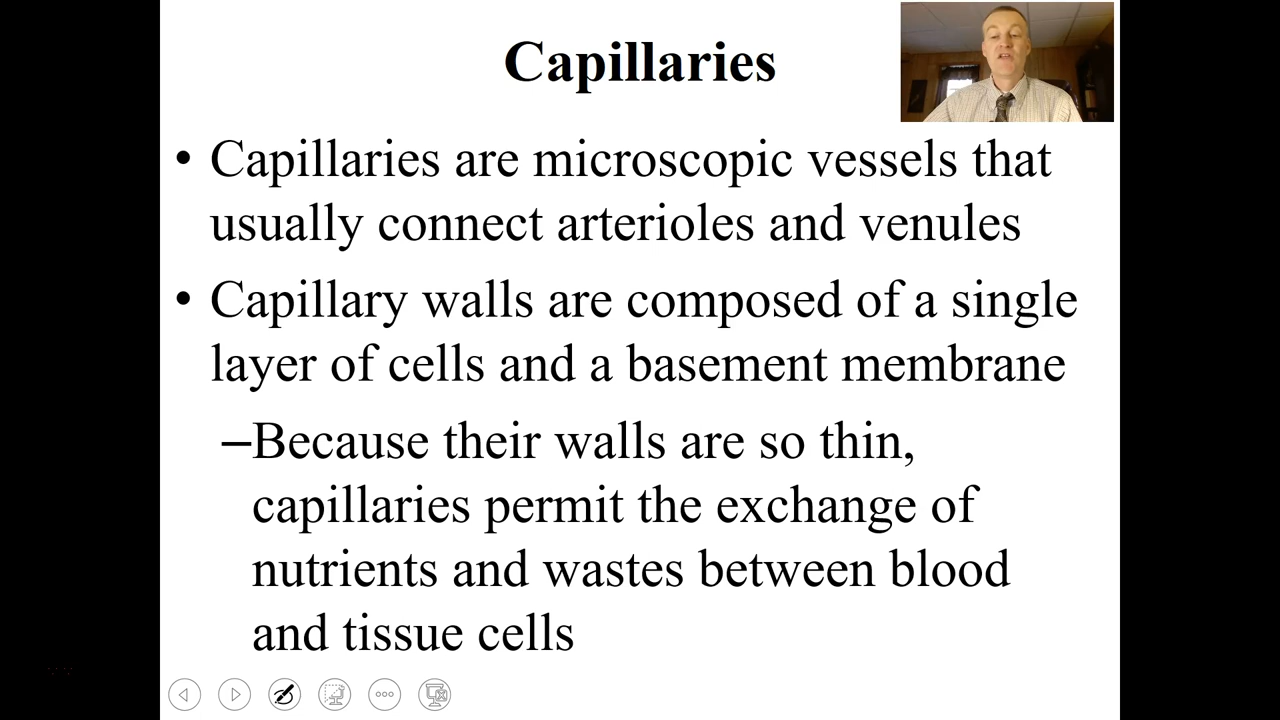 Capillaries
• Capillaries are microscopic vessels that
usually connect arterioles and venules
• Capillary walls are composed of a single
layer of cells and a basement membrane
–Because their walls are so thin,
capillaries permit the exchange of
nutrients and wastes between blood
and tissue cells